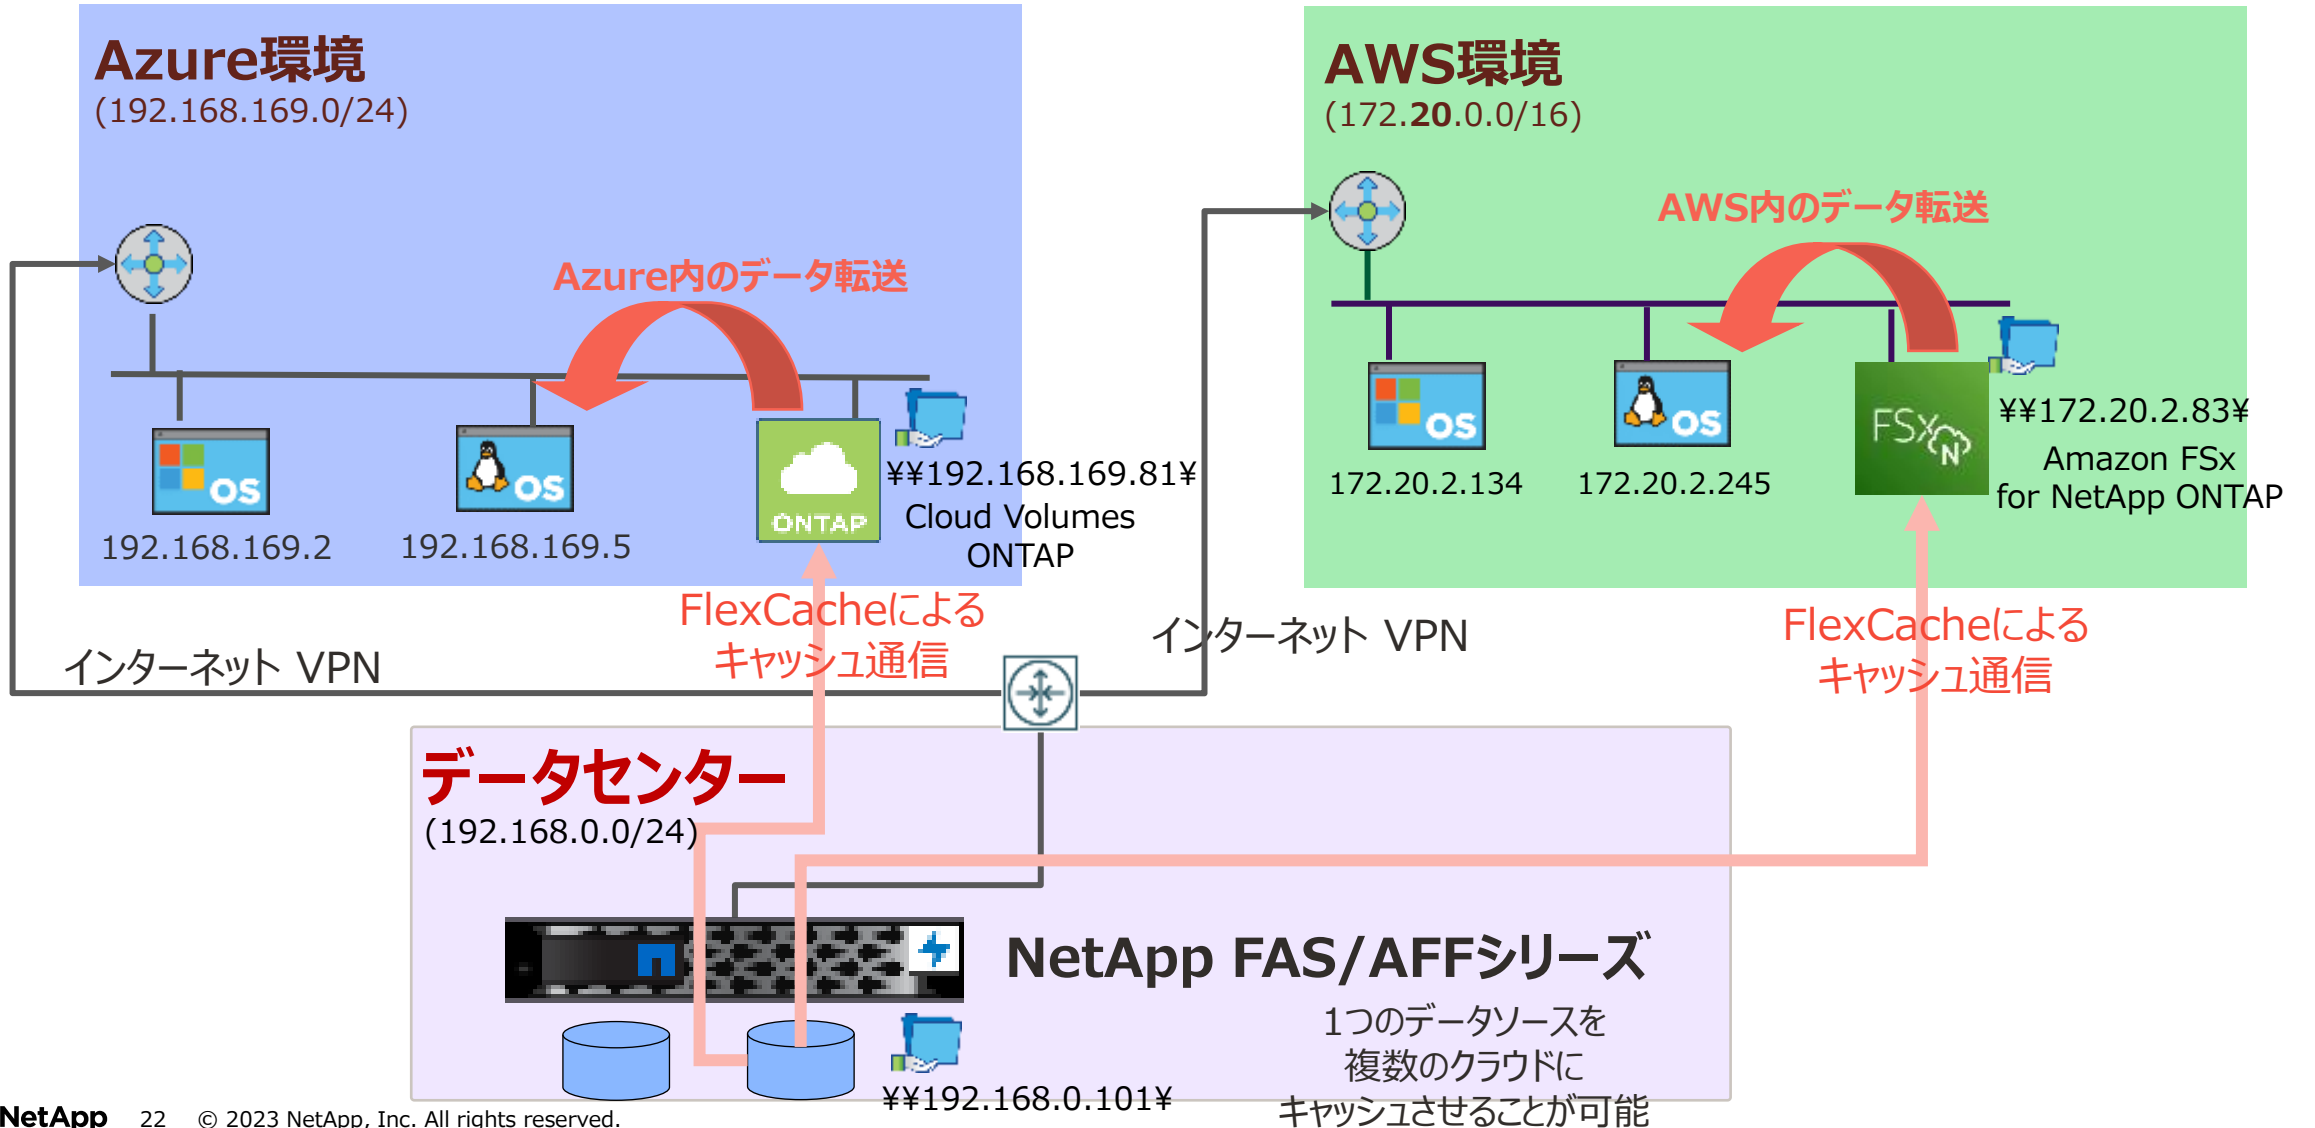 Azure環境
(192.168.169.0/24)
Azure内のデータ転送
OS
OS
ONTAP
192.168.169.2
192.168.169.5
¥¥192.168.169.81¥
Cloud Volumes
ONTAP
AWS環境
(172.20.0.0/16)
AWS内のデータ転送
OS
OS
FSx
N
172.20.2.134
172.20.2.245
¥¥172.20.2.83¥
Amazon FSx
for NetApp ONTAP
FlexCacheによる
キャッシュ通信
インターネット VPN
インターネット VPN
FlexCacheによる
キャッシュ通信
データセンター
(192.168.0.0/24)
NetApp FAS/AFFシリーズ
1つのデータソースを
複数のクラウドに
キャッシュさせることが可能
¥¥192.168.0.101¥
NetApp 22 © 2023 NetApp, Inc. All rights reserved.